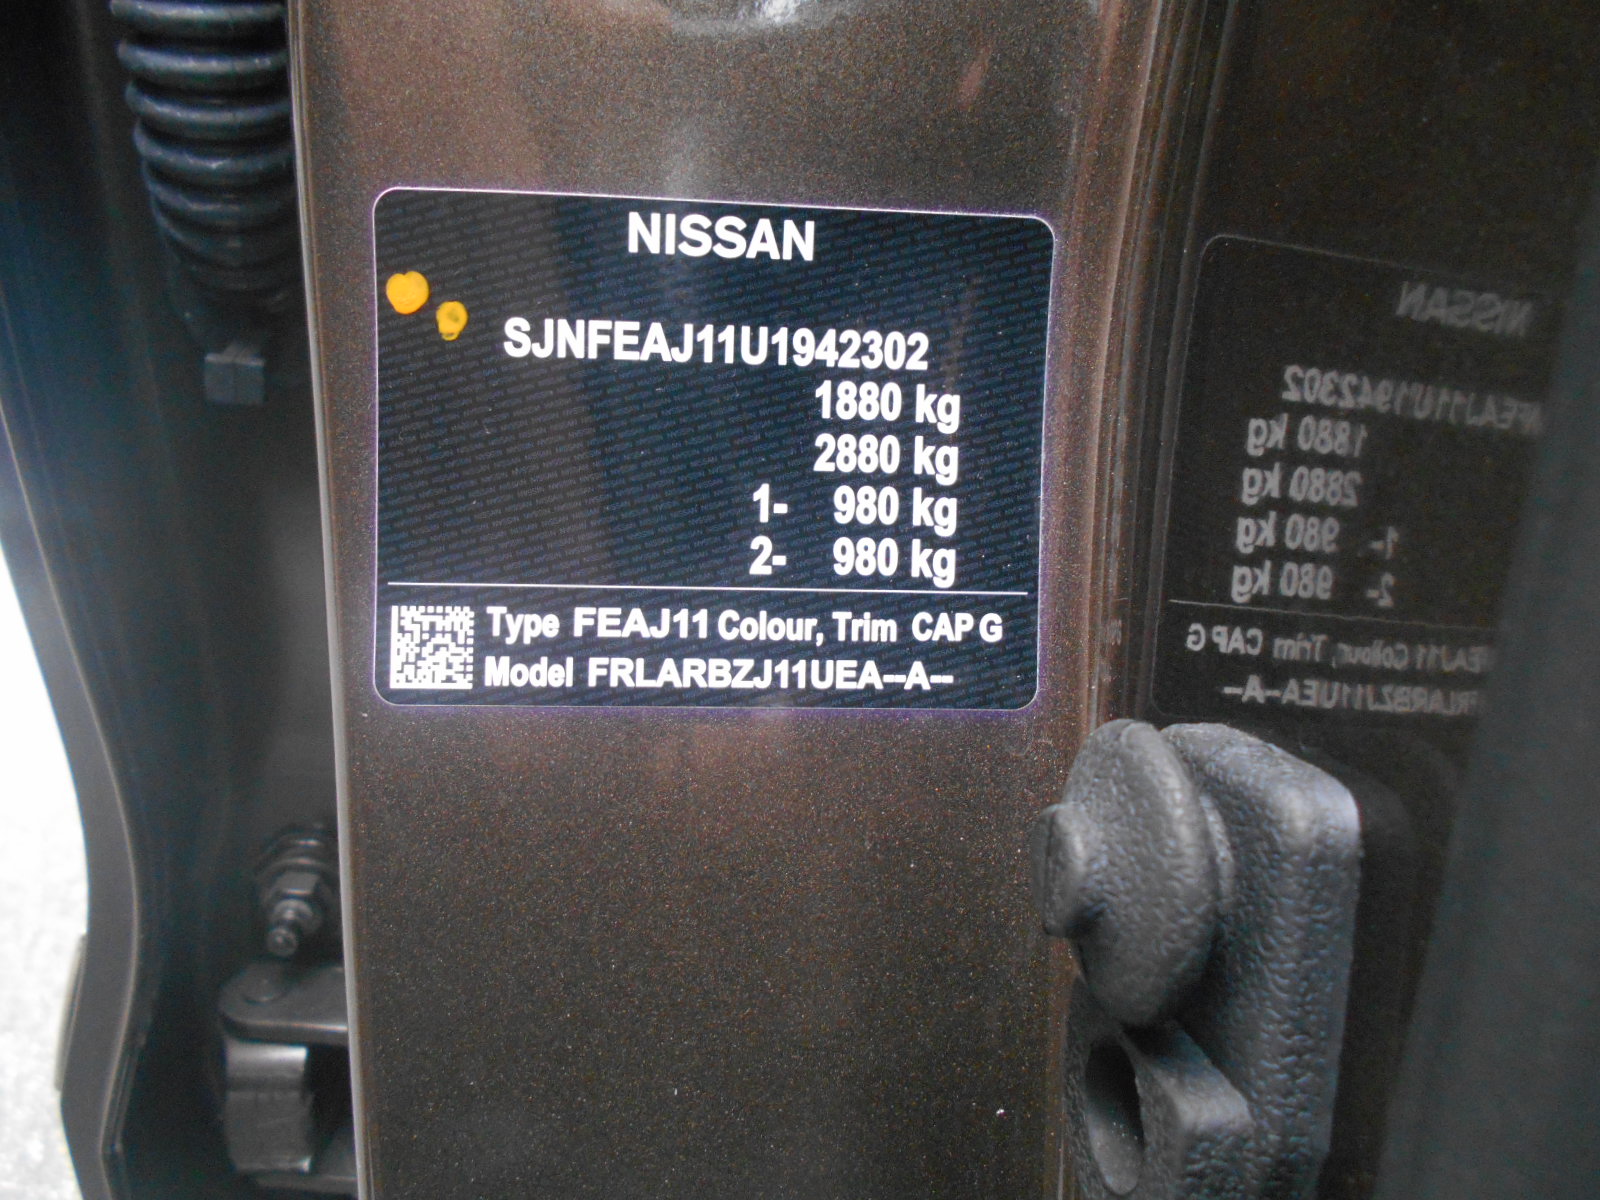 NISSAN
SJNFEAJ11U1942302
1880 kg
2880 kg
1- 980 kg
2- 980 kg
Type FEAJ11 Colour, Trim CAP G
Model FRLARBZJ11UEA--A--